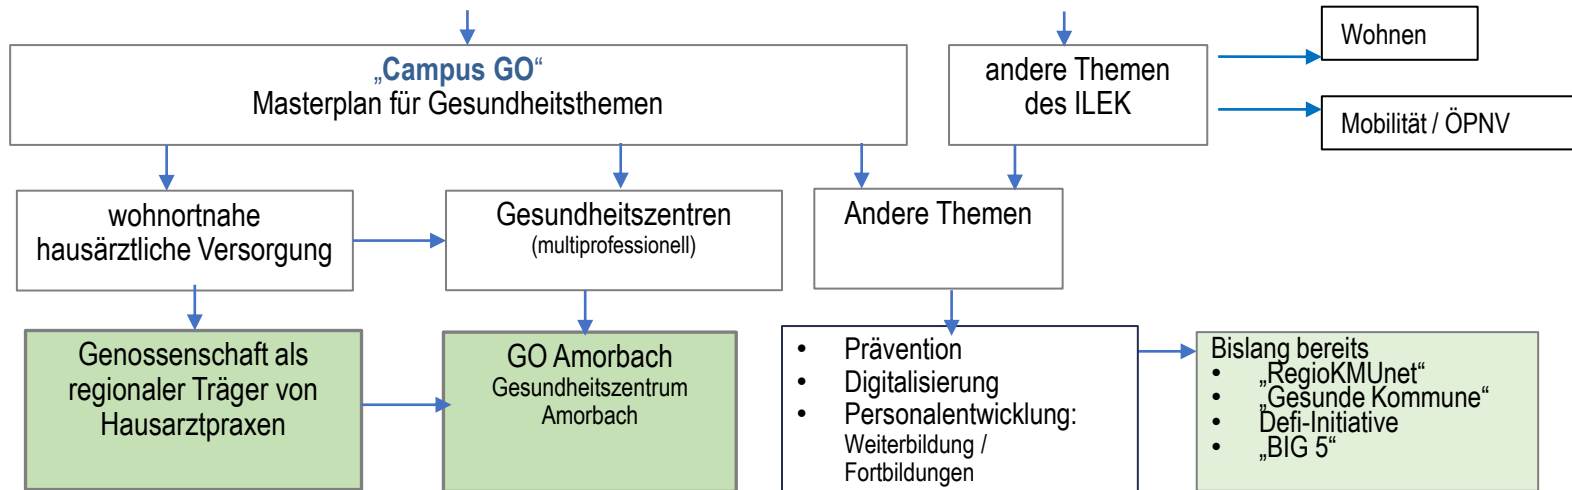 „Campus GO“
Masterplan für Gesundheitsthemen
andere Themen
des ILEK
Wohnen
Mobilität / ÖPNV
wohnortnahe
hausärztliche Versorgung
Gesundheitszentren
(multiprofessionell)
Andere Themen
Genossenschaft als
regionaler Träger von
Hausarztpraxen
GO Amorbach
Gesundheitszentrum
Amorbach
• Prävention
• Digitalisierung
• Personalentwicklung:
Weiterbildung /
Fortbildungen
Bislang bereits
• „RegioKMUnet“
• „Gesunde Kommune“
• Defi-Initiative
• „BIG 5“